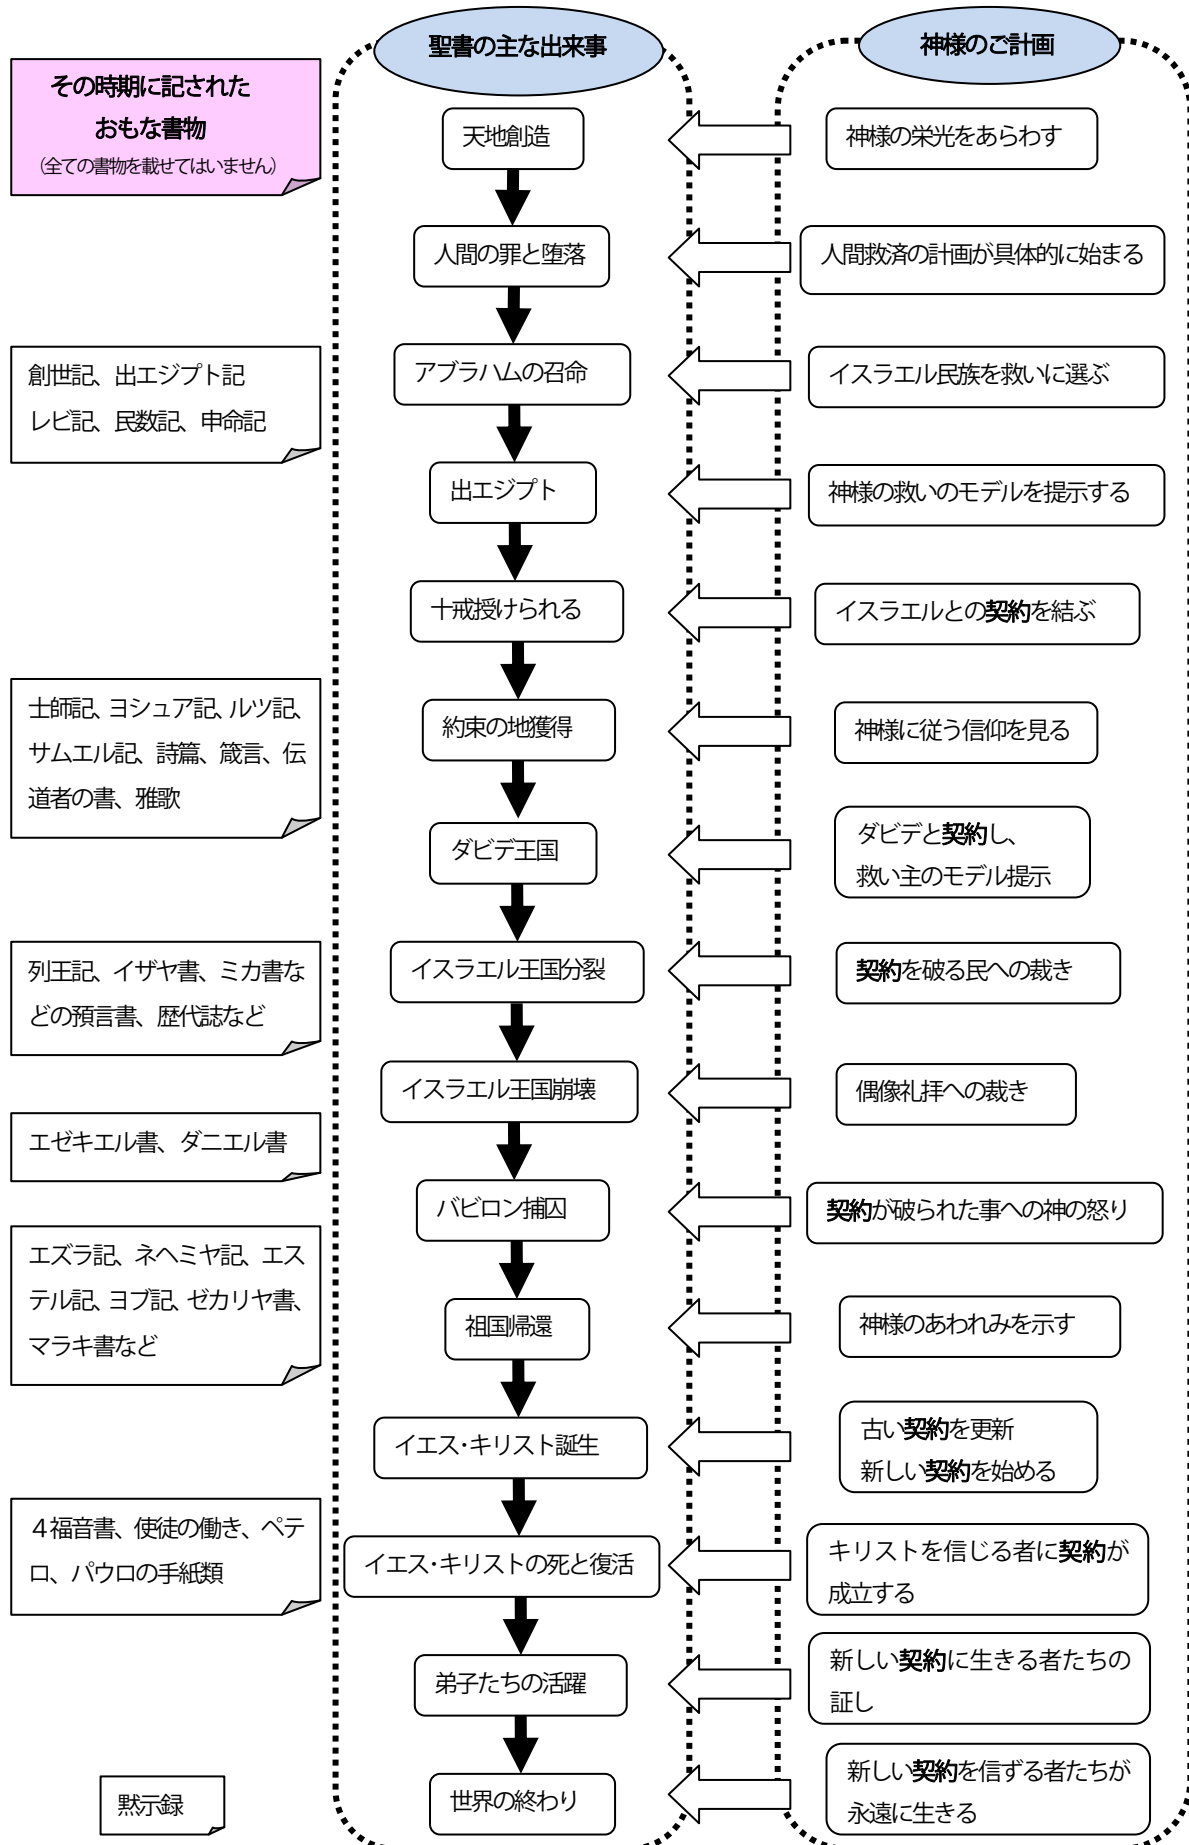 その時期に記された
おもな書物
（全ての書物を載せてはいません）
創世記、出エジプト記
レビ記、民数記、申命記
士師記、ヨシュア記、ルツ記、
サムエル記、詩篇、箴言、伝
道者の書、雅歌
列王記、イザヤ書、ミカ書な
どの預言書、歴代誌など
エゼキエル書、ダニエル書
エズラ記、ネヘミヤ記、エス
テル記、ヨブ記、ゼカリヤ書、
マラキ書など
４福音書、使徒の働き、ペテ
ロ、パウロの手紙類
黙示録
聖書の主な出来事
天地創造
人間の罪と堕落
アブラハムの召命
出エジプト
十戒授けられる
約束の地獲得
ダビデ王国
イスラエル王国分裂
イスラエル王国崩壊
バビロン捕囚
祖国帰還
イエス・キリスト誕生
イエス・キリストの死と復活
弟子たちの活躍
世界の終わり
神様のご計画
神様の栄光をあらわす
人間救済の計画が具体的に始まる
イスラエル民族を救いに選ぶ
神様の救いのモデルを提示する
イスラエルとの契約を結ぶ
神様に従う信仰を見る
ダビデと契約し、
救い主のモデル提示
契約を破る民への裁き
偶像礼拝への裁き
契約が破られた事への神の怒り
神様のあわれみを示す
古い契約を更新
新しい契約を始める
キリストを信じる者に契約が
成立する
新しい契約に生きる者たちの
証し
新しい契約を信ずる者たちが
永遠に生きる